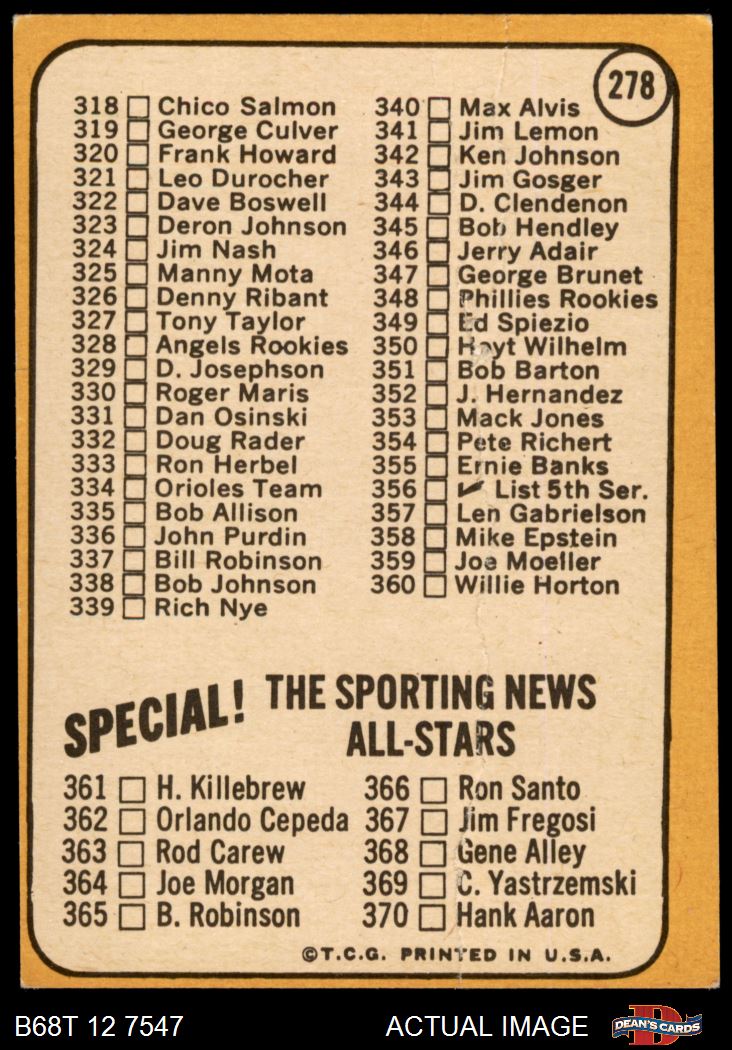 278
318 Chico Salmon
319 George Culver
320 Frank Howard
321 Leo Durocher
322 Dave Boswell
323 Deron Johnson
324 Jim Nash
325 Manny Mota
326 Denny Ribant
327 Tony Taylor
328 Angels Rookies
329 D. Josephson
330 Roger Maris
331 Dan Osinski
332 Doug Rader
333 Ron Herbel
334 Orioles Team
335 Bob Allison
336 John Purdin
337 Bill Robinson
338 Bob Johnson
339 Rich Nye
340 Max Alvis
341 Jim Lemon
342 Ken Johnson
343 Jim Gosger
344 D. Clendenon
345 Bob Hendley
346 Jerry Adair
347 George Brunet
348 Phillies Rookies
349 Ed Spiezio
350 Hoyt Wilhelm
351 Bob Barton
352 J. Hernandez
353 Mack Jones
354 Pete Richert
355 Ernie Banks
356 ✔ List 5th Ser.
357 Len Gabrielson
358 Mike Epstein
359 Joe Moeller
360 Willie Horton
SPECIAL! THE SPORTING NEWS
ALL-STARS
361 H. Killebrew
362 Orlando Cepeda
363 Rod Carew
364 Joe Morgan
365 B. Robinson
366 Ron Santo
367 Jim Fregosi
368 Gene Alley
369 C. Yastrzemski
370 Hank Aaron
©T.C.G. PRINTED IN U.S.A.
B68T 12 7547
ACTUAL IMAGE
D
DEAN'S CARDS